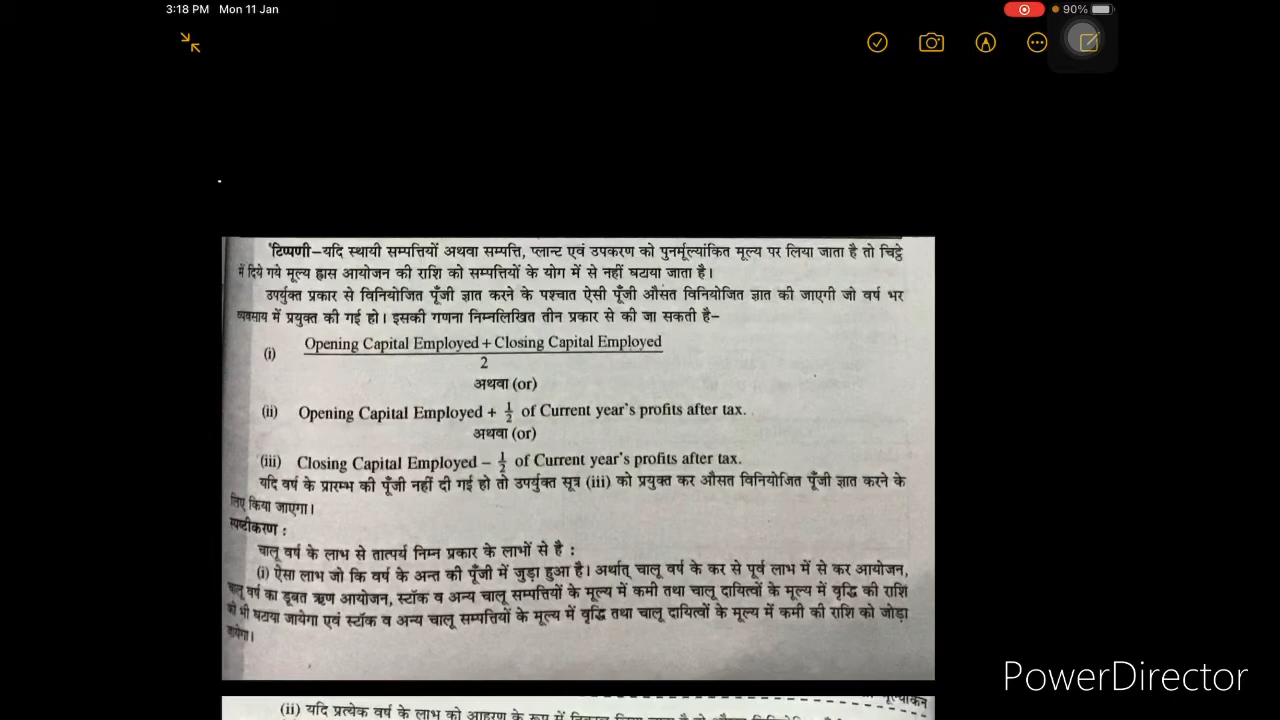 3:18 PM Mon 11 Jan
90%
टिप्पणी–यदि स्थायी सम्पत्तियों अथवा सम्पत्ति, प्लान्ट एवं उपकरण को पुनर्मूल्यांकित मूल्य पर लिया जाता है तो चिट्ठे
में दिये गये मूल्य ह्रास आयोजन की राशि को सम्पत्तियों के योग में से नहीं घटाया जाता है।
उपर्युक्त प्रकार से विनियोजित पूँजी ज्ञात करने के पश्चात ऐसी पूँजी औसत विनियोजित ज्ञात की जाएगी जो वर्ष भर
व्यवसाय में प्रयुक्त की गई हो। इसकी गणना निम्नलिखित तीन प्रकार से की जा सकती है–
(i) Opening Capital Employed + Closing Capital Employed
2
अथवा (or)
(ii) Opening Capital Employed + 1/2 of Current year's profits after tax.
अथवा (or)
(iii) Closing Capital Employed – 1/2 of Current year's profits after tax.
यदि वर्ष के प्रारम्भ की पूँजी नहीं दी गई हो तो उपर्युक्त सूत्र (iii) को प्रयुक्त कर औसत विनियोजित पूँजी ज्ञात करने के
लिए किया जाएगा।
स्पष्टीकरण :
चालू वर्ष के लाभ से तात्पर्य निम्न प्रकार के लाभों से है :
(i) ऐसा लाभ जो कि वर्ष के अन्त की पूँजी में जुड़ा हुआ है। अर्थात् चालू वर्ष के कर से पूर्व लाभ में से कर आयोजन,
चालू वर्ष का डूबत ऋण आयोजन, स्टॉक व अन्य चालू सम्पत्तियों के मूल्य में कमी तथा चालू दायित्वों के मूल्य में वृद्धि की राशि
को भी घटाया जायेगा एवं स्टॉक व अन्य चालू सम्पत्तियों के मूल्य में वृद्धि तथा चालू दायित्वों के मूल्य में कमी की राशि को जोड़ा
जायेगा।
PowerDirector
मूल्यांकन
(ii) यदि प्रत्येक वर्ष के लाभ को आहरण के रूप में